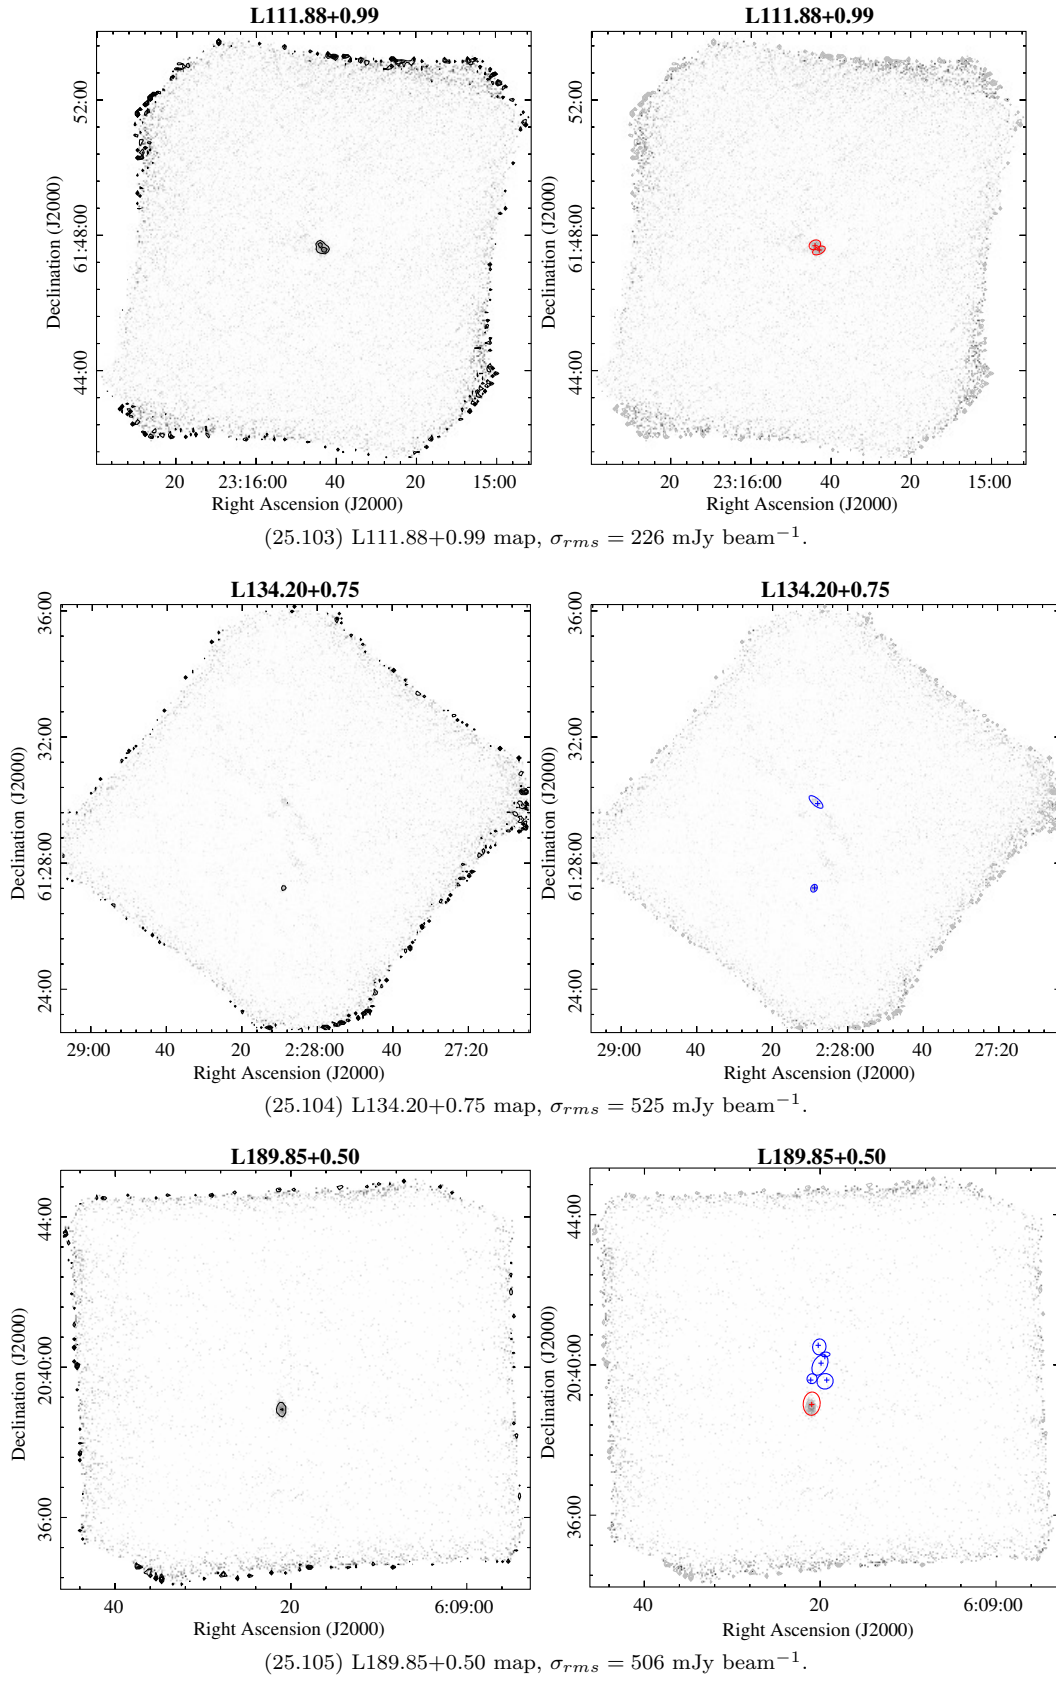 L111.88+0.99
L111.88+0.99
Declination (J2000)
52:00
61:48:00
44:00
20 23:16:00 40 20 15:00
Right Ascension (J2000)
Declination (J2000)
52:00
61:48:00
44:00
20 23:16:00 40 20 15:00
Right Ascension (J2000)
(25.103) L111.88+0.99 map, σrms = 226 mJy beam−1.
L134.20+0.75
L134.20+0.75
Declination (J2000)
36:00
32:00
61:28:00
24:00
29:00 40 20 2:28:00 40 27:20
Right Ascension (J2000)
Declination (J2000)
36:00
32:00
61:28:00
24:00
29:00 40 20 2:28:00 40 27:20
Right Ascension (J2000)
(25.104) L134.20+0.75 map, σrms = 525 mJy beam−1.
L189.85+0.50
L189.85+0.50
Declination (J2000)
44:00
20:40:00
36:00
40 20 6:09:00
Right Ascension (J2000)
Declination (J2000)
44:00
20:40:00
36:00
40 20 6:09:00
Right Ascension (J2000)
(25.105) L189.85+0.50 map, σrms = 506 mJy beam−1.